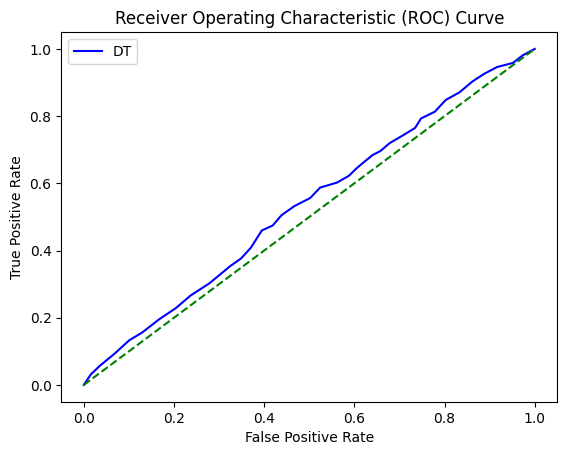 Receiver Operating Characteristic (ROC) Curve
DT
1.0
0.8
0.6
0.4
0.2
0.0
True Positive Rate
0.0 0.2 0.4 0.6 0.8 1.0
False Positive Rate